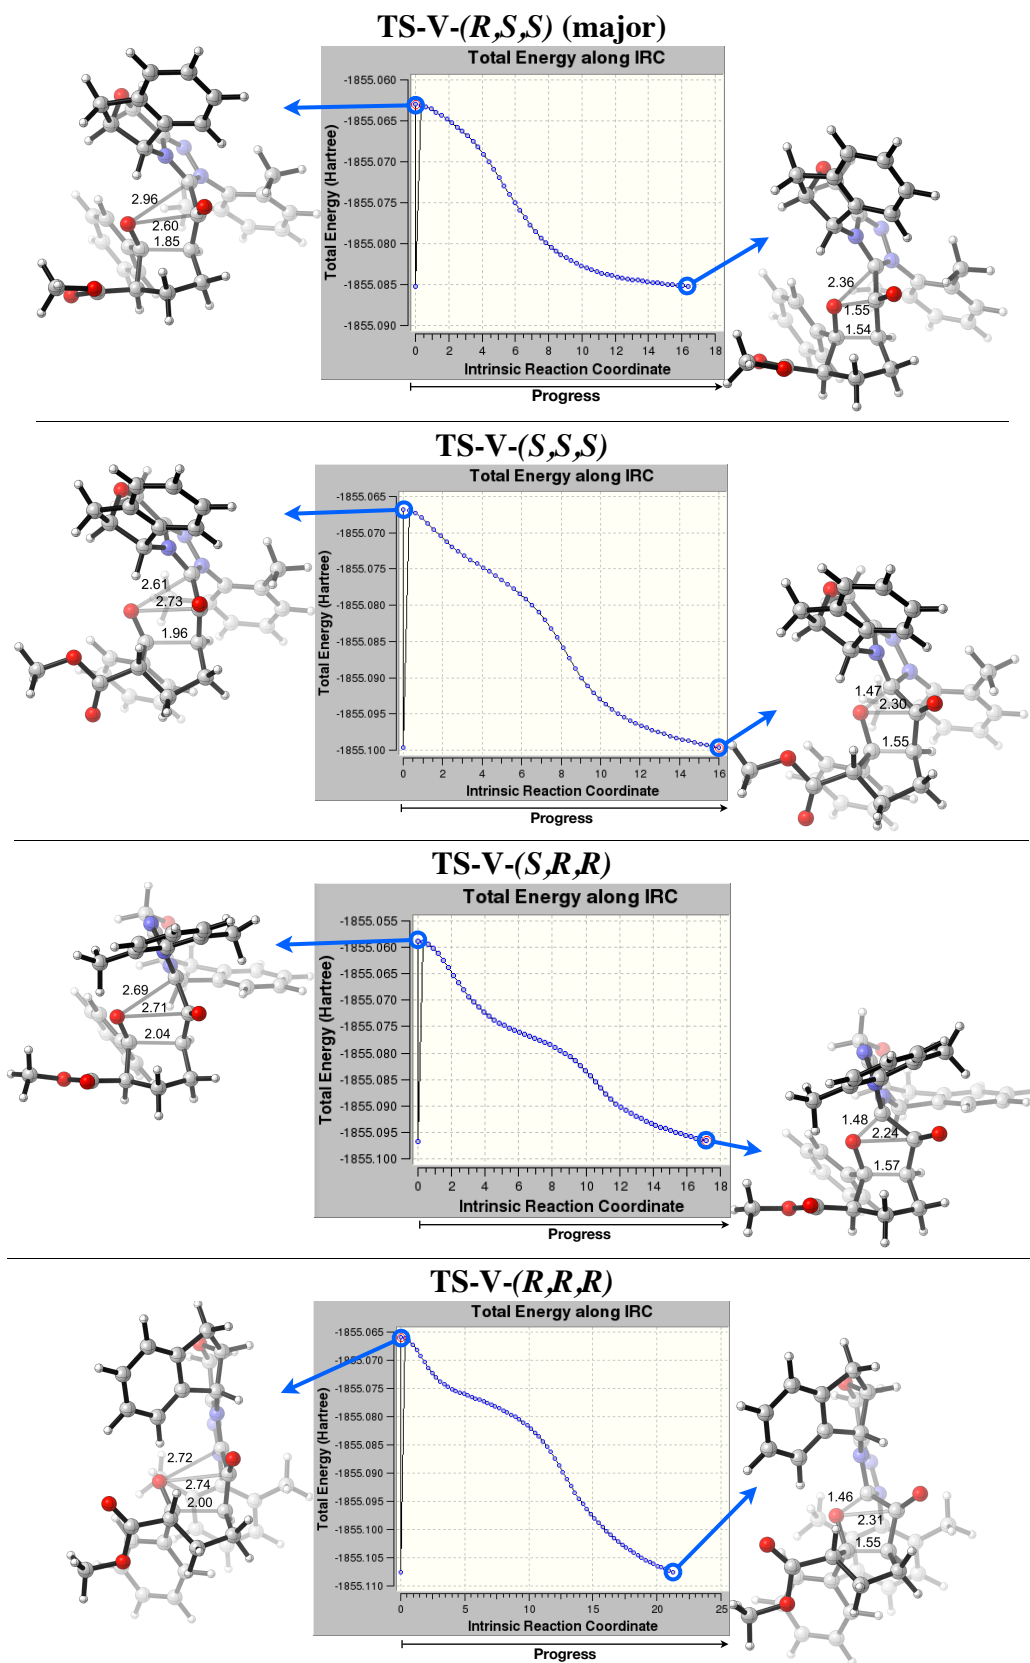 TS-V-(R,S,S) (major)
Total Energy along IRC
Total Energy (Hartree)
-1855.060
-1855.065
-1855.070
-1855.075
-1855.080
-1855.085
-1855.090
0 2 4 6 8 10 12 14 16 18
Intrinsic Reaction Coordinate
Progress
2.96
2.60
1.85
2.36
1.55
1.54
TS-V-(S,S,S)
Total Energy along IRC
Total Energy (Hartree)
-1855.065
-1855.070
-1855.075
-1855.080
-1855.085
-1855.090
-1855.095
-1855.100
0 2 4 6 8 10 12 14 16
Intrinsic Reaction Coordinate
Progress
2.61
2.73
1.96
1.47
2.30
1.55
TS-V-(S,R,R)
Total Energy along IRC
Total Energy (Hartree)
-1855.055
-1855.060
-1855.065
-1855.070
-1855.075
-1855.080
-1855.085
-1855.090
-1855.095
-1855.100
0 2 4 6 8 10 12 14 16 18
Intrinsic Reaction Coordinate
Progress
2.69
2.71
2.04
1.48
2.24
1.57
TS-V-(R,R,R)
Total Energy along IRC
Total Energy (Hartree)
-1855.065
-1855.070
-1855.075
-1855.080
-1855.085
-1855.090
-1855.095
-1855.100
-1855.105
-1855.110
0 5 10 15 20 25
Intrinsic Reaction Coordinate
Progress
2.72
2.74
2.00
1.46
2.31
1.55